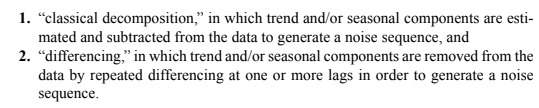 1. “classical decomposition,” in which trend and/or seasonal components are esti-
mated and subtracted from the data to generate a noise sequence, and
2. “differencing,” in which trend and/or seasonal components are removed from the
data by repeated differencing at one or more lags in order to generate a noise
sequence.